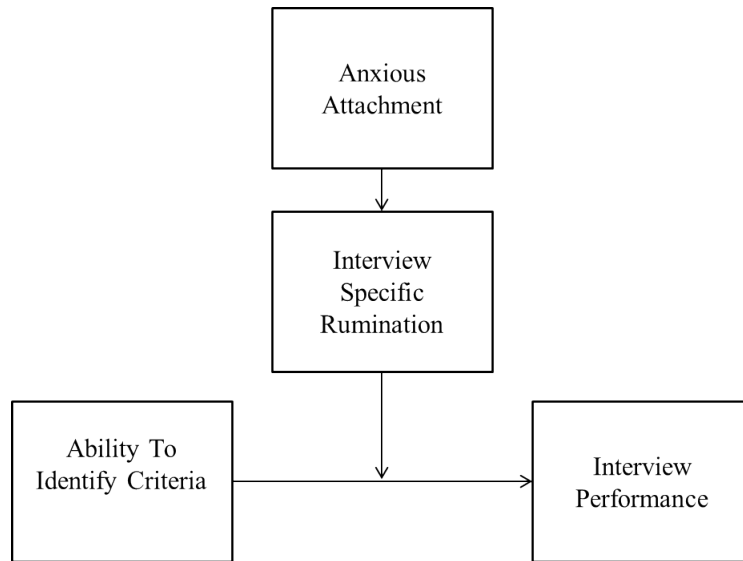 Anxious
Attachment
Interview
Specific
Rumination
Ability To
Identify Criteria
Interview
Performance